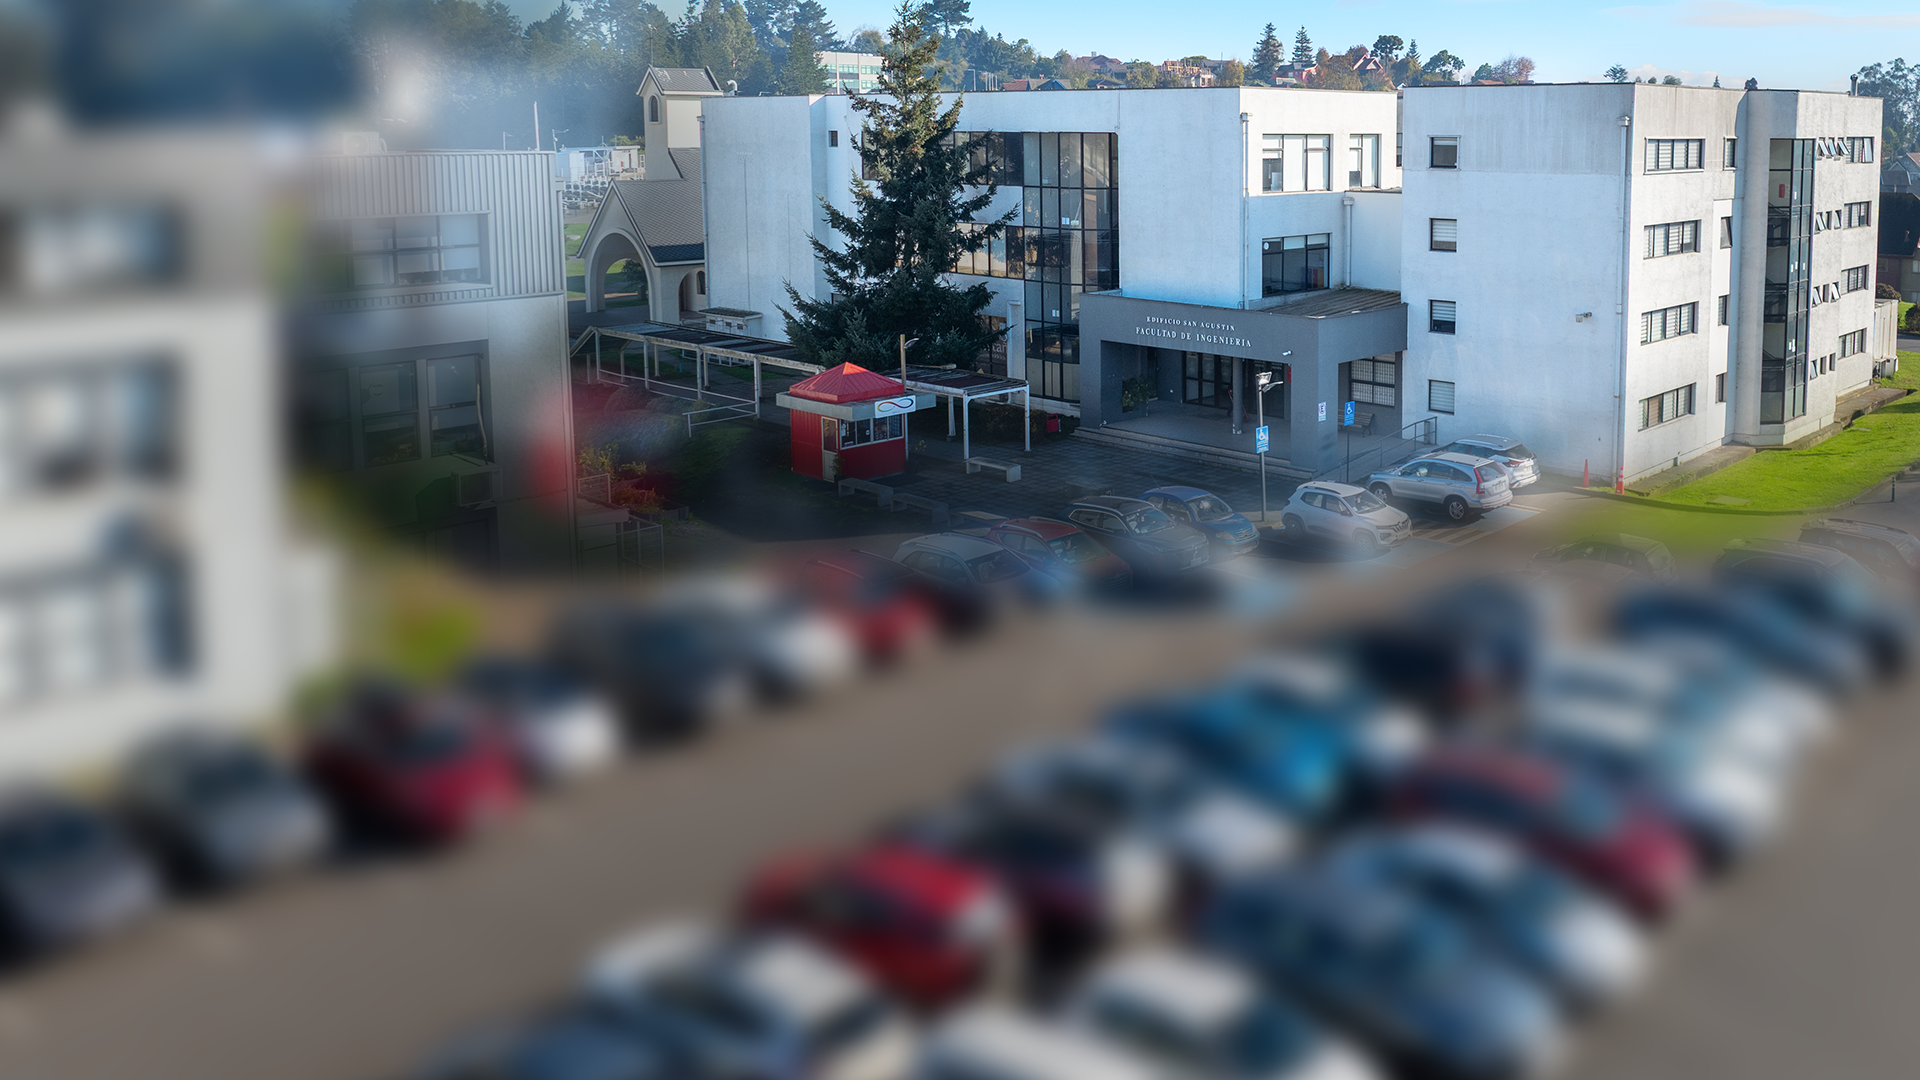 EDIFICIO SAN AGUSTIN
FACULTAD DE INGENIERIA
E